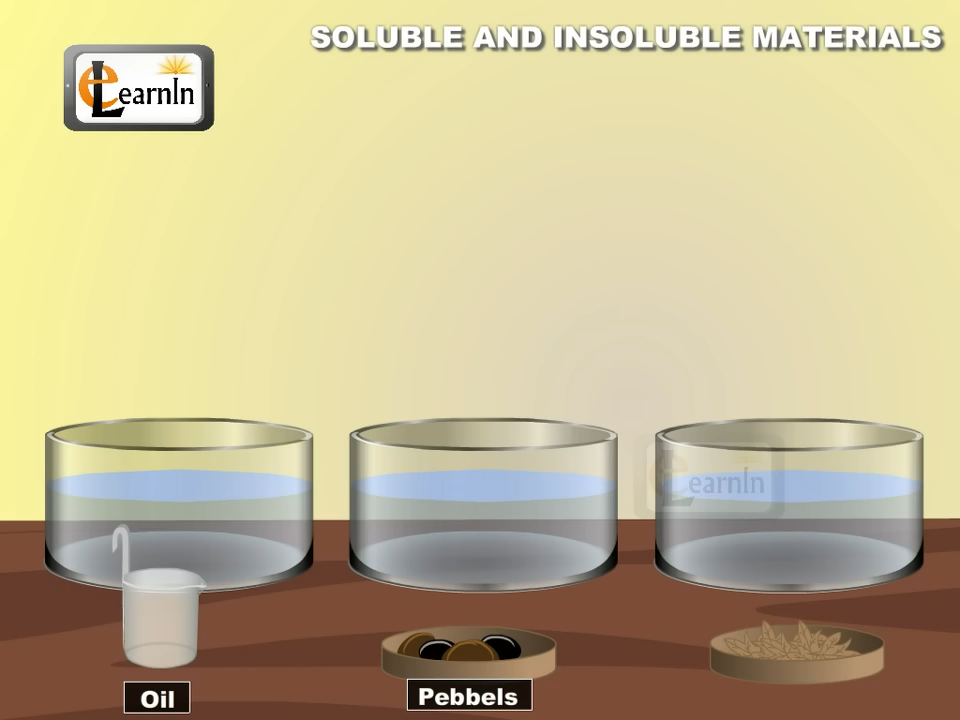 SOLUBLE AND INSOLUBLE MATERIALS
eLearnIn
eLearnIn
Oil
Pebbels